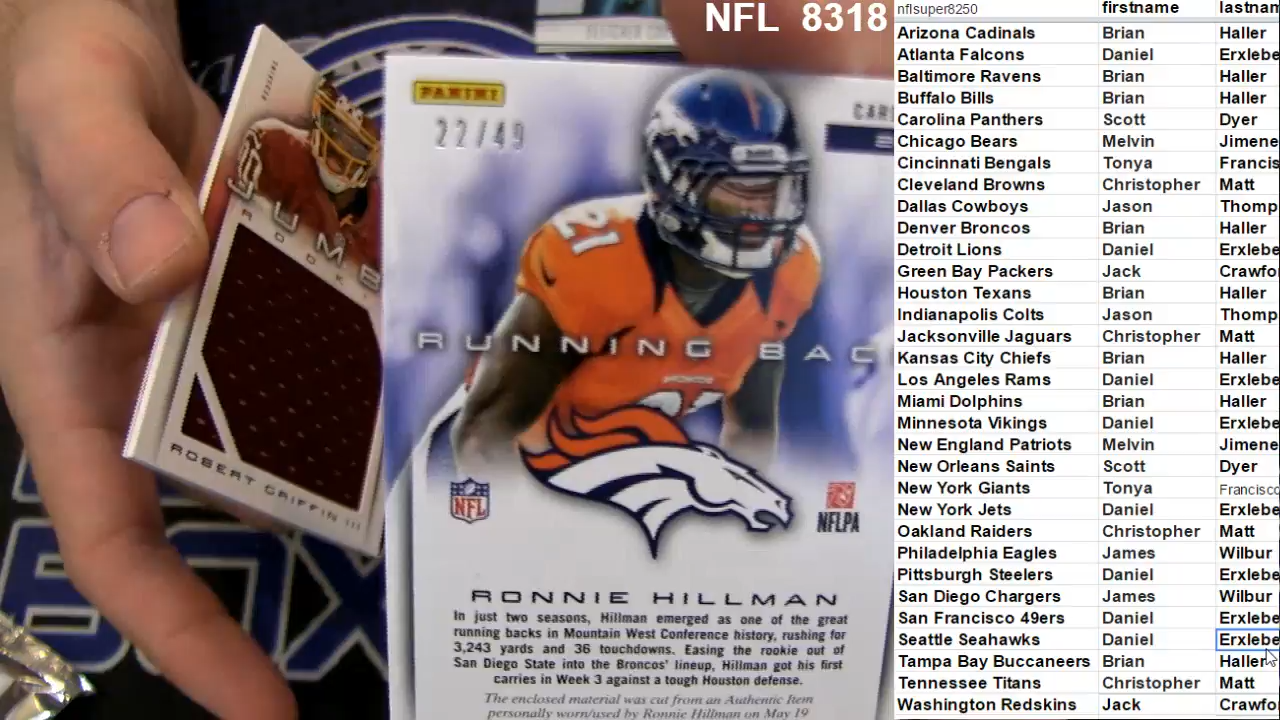 NFL 8318
PANINI
22/49
CARD
21
RUNNING BAC
NFL
NFLPA
RONNIE HILLMAN
In just two seasons, Hillman emerged as one of the great
running backs in Mountain West Conference history, rushing for
3,243 yards and 36 touchdowns. Easing the rookie out of
San Diego State into the Broncos' lineup, Hillman got his first
carries in Week 3 against a tough Houston defense.
The enclosed material was cut from an Authentic Item
personally worn/used by Ronnie Hillman on May 19
REDSKINS
JUMB
ROOKI
ROBERT GRIFFIN III
BOX
nflsuper8250 firstname lastnam
Arizona Cadinals Brian Haller
Atlanta Falcons Daniel Erxlebe
Baltimore Ravens Brian Haller
Buffalo Bills Brian Haller
Carolina Panthers Scott Dyer
Chicago Bears Melvin Jimene
Cincinnati Bengals Tonya Francis
Cleveland Browns Christopher Matt
Dallas Cowboys Jason Thomp
Denver Broncos Brian Haller
Detroit Lions Daniel Erxlebe
Green Bay Packers Jack Crawfo
Houston Texans Brian Haller
Indianapolis Colts Jason Thomp
Jacksonville Jaguars Christopher Matt
Kansas City Chiefs Brian Haller
Los Angeles Rams Daniel Erxlebe
Miami Dolphins Brian Haller
Minnesota Vikings Daniel Erxlebe
New England Patriots Melvin Jimene
New Orleans Saints Scott Dyer
New York Giants Tonya Francisco
New York Jets Daniel Erxlebe
Oakland Raiders Christopher Matt
Philadelphia Eagles James Wilbur
Pittsburgh Steelers Daniel Erxlebe
San Diego Chargers James Wilbur
San Francisco 49ers Daniel Erxlebe
Seattle Seahawks Daniel Erxlebe
Tampa Bay Buccaneers Brian Haller
Tennessee Titans Christopher Matt
Washington Redskins Jack Crawfo